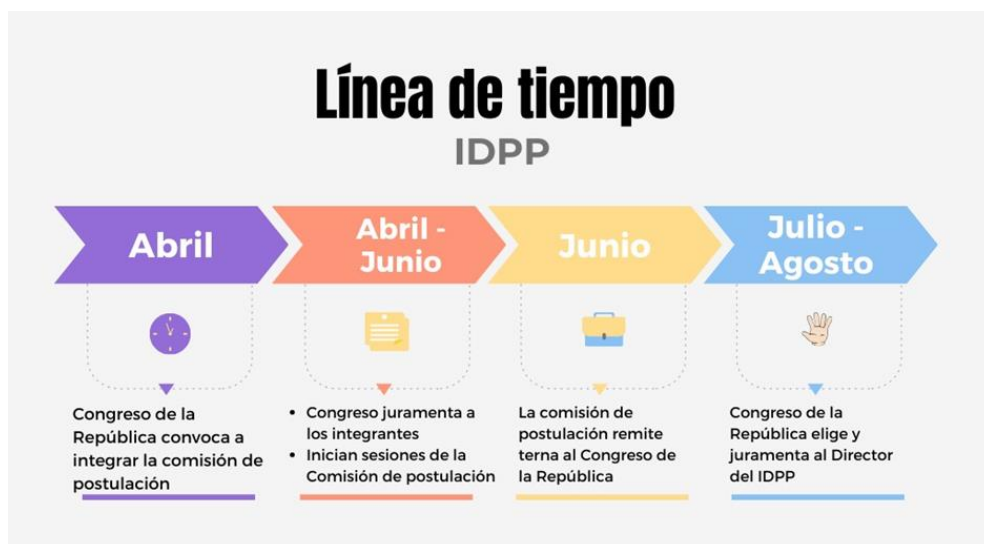 Línea de tiempo
IDPP
Abril
Abril -
Junio
Junio
Julio -
Agosto
Congreso de la
República convoca a
integrar la comisión de
postulación
• Congreso juramenta a
los integrantes
• Inician sesiones de la
Comisión de postulación
La comisión de
postulación remite
terna al Congreso de
la República
Congreso de la
República elige y
juramenta al Director
del IDPP